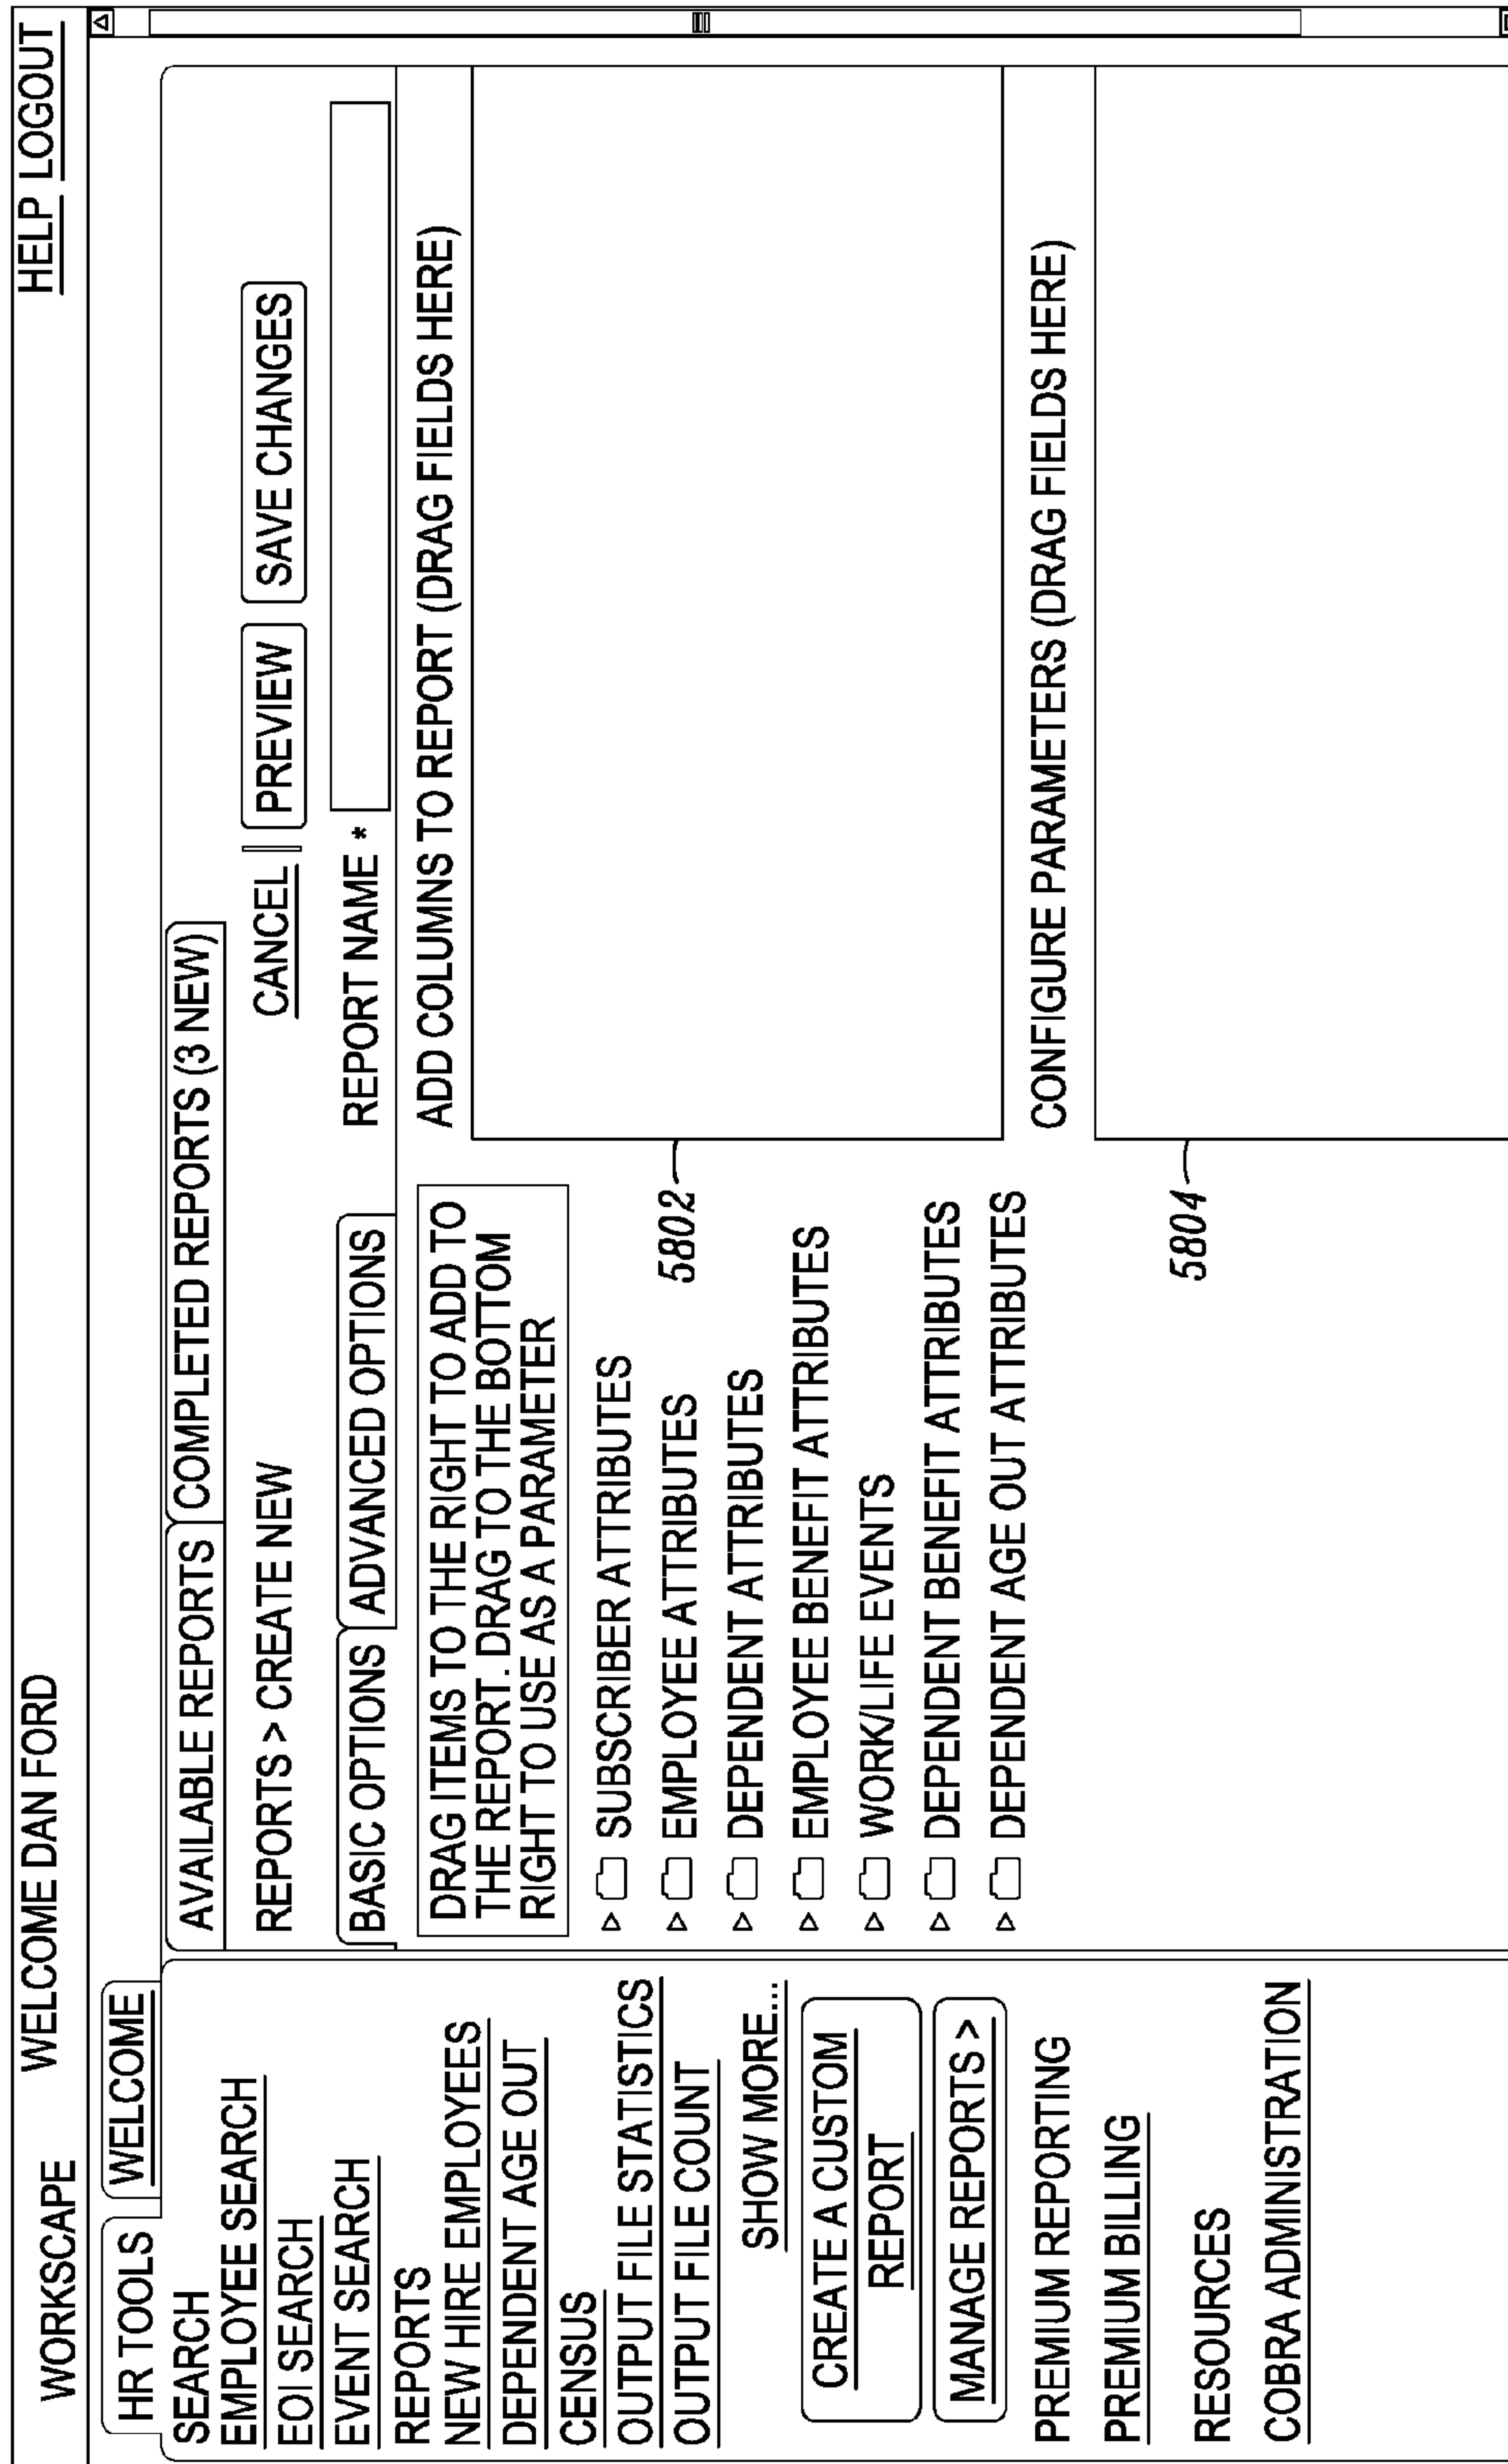 WORKSCAPE WELCOME DAN FORD HELP LOGOUT
HR TOOLS WELCOME
SEARCH
EMPLOYEE SEARCH
EOI SEARCH
EVENT SEARCH
REPORTS
NEW HIRE EMPLOYEES
DEPENDENT AGE OUT
CENSUS
OUTPUT FILE STATISTICS
OUTPUT FILE COUNT
SHOW MORE...
CREATE A CUSTOM
REPORT
MANAGE REPORTS >
PREMIUM REPORTING
PREMIUM BILLING
RESOURCES
COBRA ADMINISTRATION
AVAILABLE REPORTS COMPLETED REPORTS (3 NEW)
REPORTS > CREATE NEW CANCEL PREVIEW SAVE CHANGES
BASIC OPTIONS ADVANCED OPTIONS REPORT NAME *
DRAG ITEMS TO THE RIGHT TO ADD TO
THE REPORT. DRAG TO THE BOTTOM
RIGHT TO USE AS A PARAMETER
SUBSCRIBER ATTRIBUTES
EMPLOYEE ATTRIBUTES
DEPENDENT ATTRIBUTES
EMPLOYEE BENEFIT ATTRIBUTES
WORK/LIFE EVENTS
DEPENDENT BENEFIT ATTRIBUTES
DEPENDENT AGE OUT ATTRIBUTES
ADD COLUMNS TO REPORT (DRAG FIELDS HERE)
5802
CONFIGURE PARAMETERS (DRAG FIELDS HERE)
5804